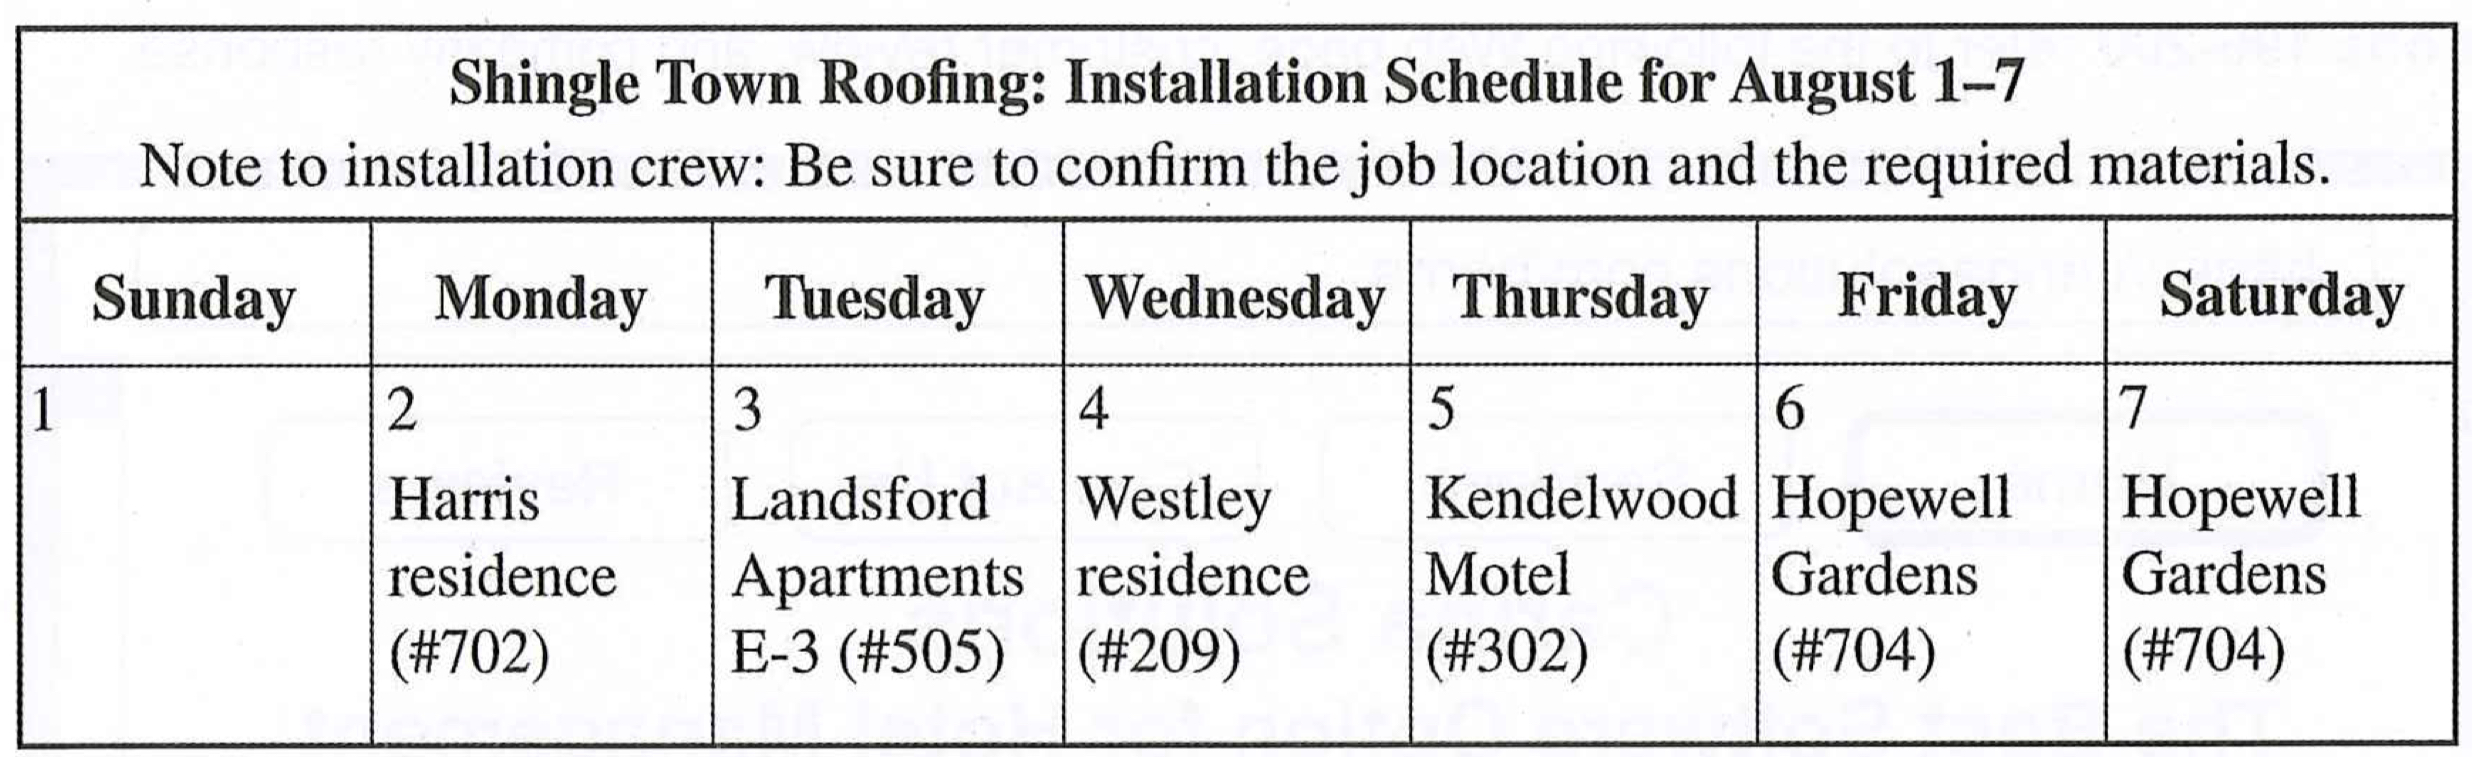 Shingle Town Roofing: Installation Schedule for August 1–7
Note to installation crew: Be sure to confirm the job location and the required materials.
Sunday Monday Tuesday Wednesday Thursday Friday Saturday
1 2 3 4 5 6 7
Harris Landsford Westley Kendelwood Hopewell Hopewell
residence Apartments residence Motel Gardens Gardens
(#702) E-3 (#505) (#209) (#302) (#704) (#704)